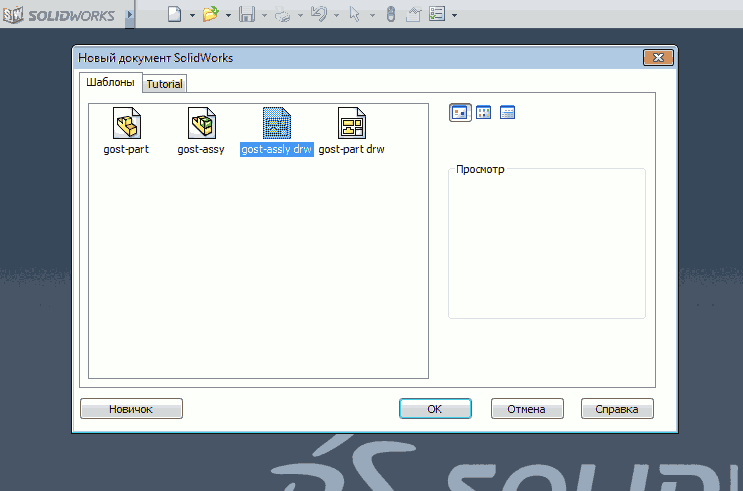 SOLIDWORKS
Новый документ SolidWorks
Шаблоны Tutorial
gost-part gost-assy gost-assly drw gost-part drw
Просмотр
Новичок OK Отмена Справка
SOLID